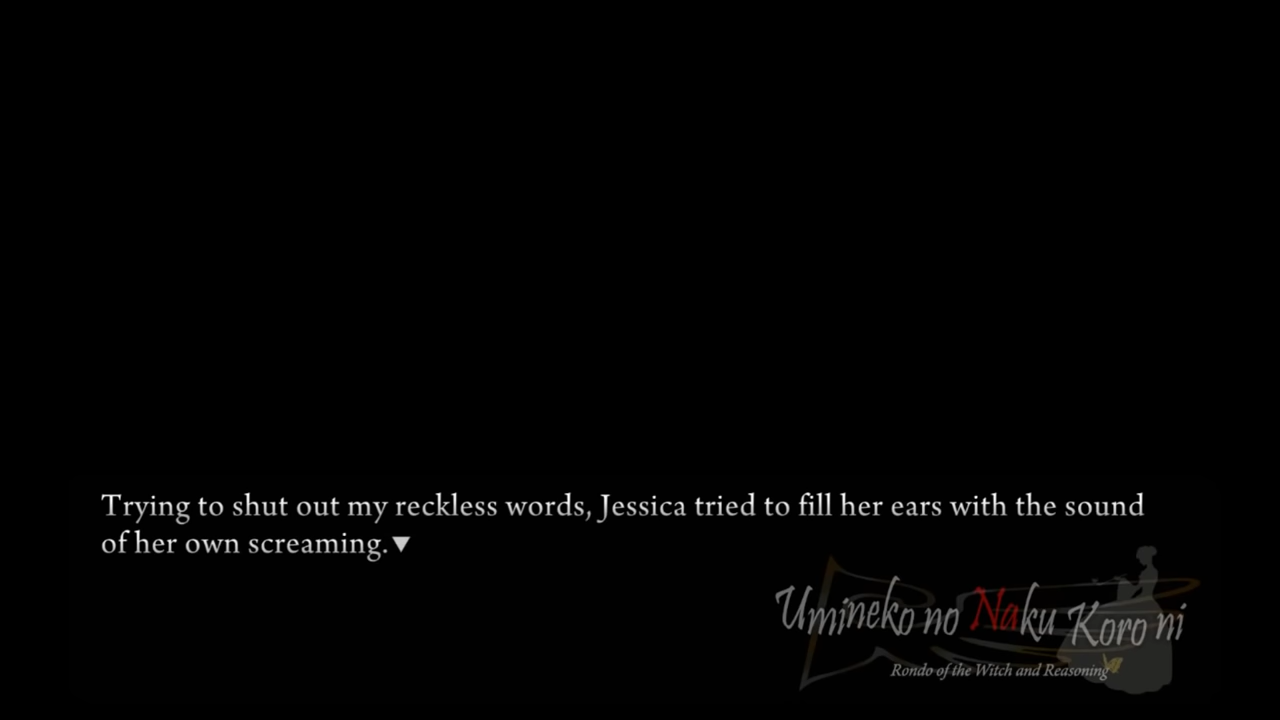 Trying to shut out my reckless words, Jessica tried to fill her ears with the sound
of her own screaming.▼
Umineko no Naku Koro ni
Rondo of the Witch and Reasoning